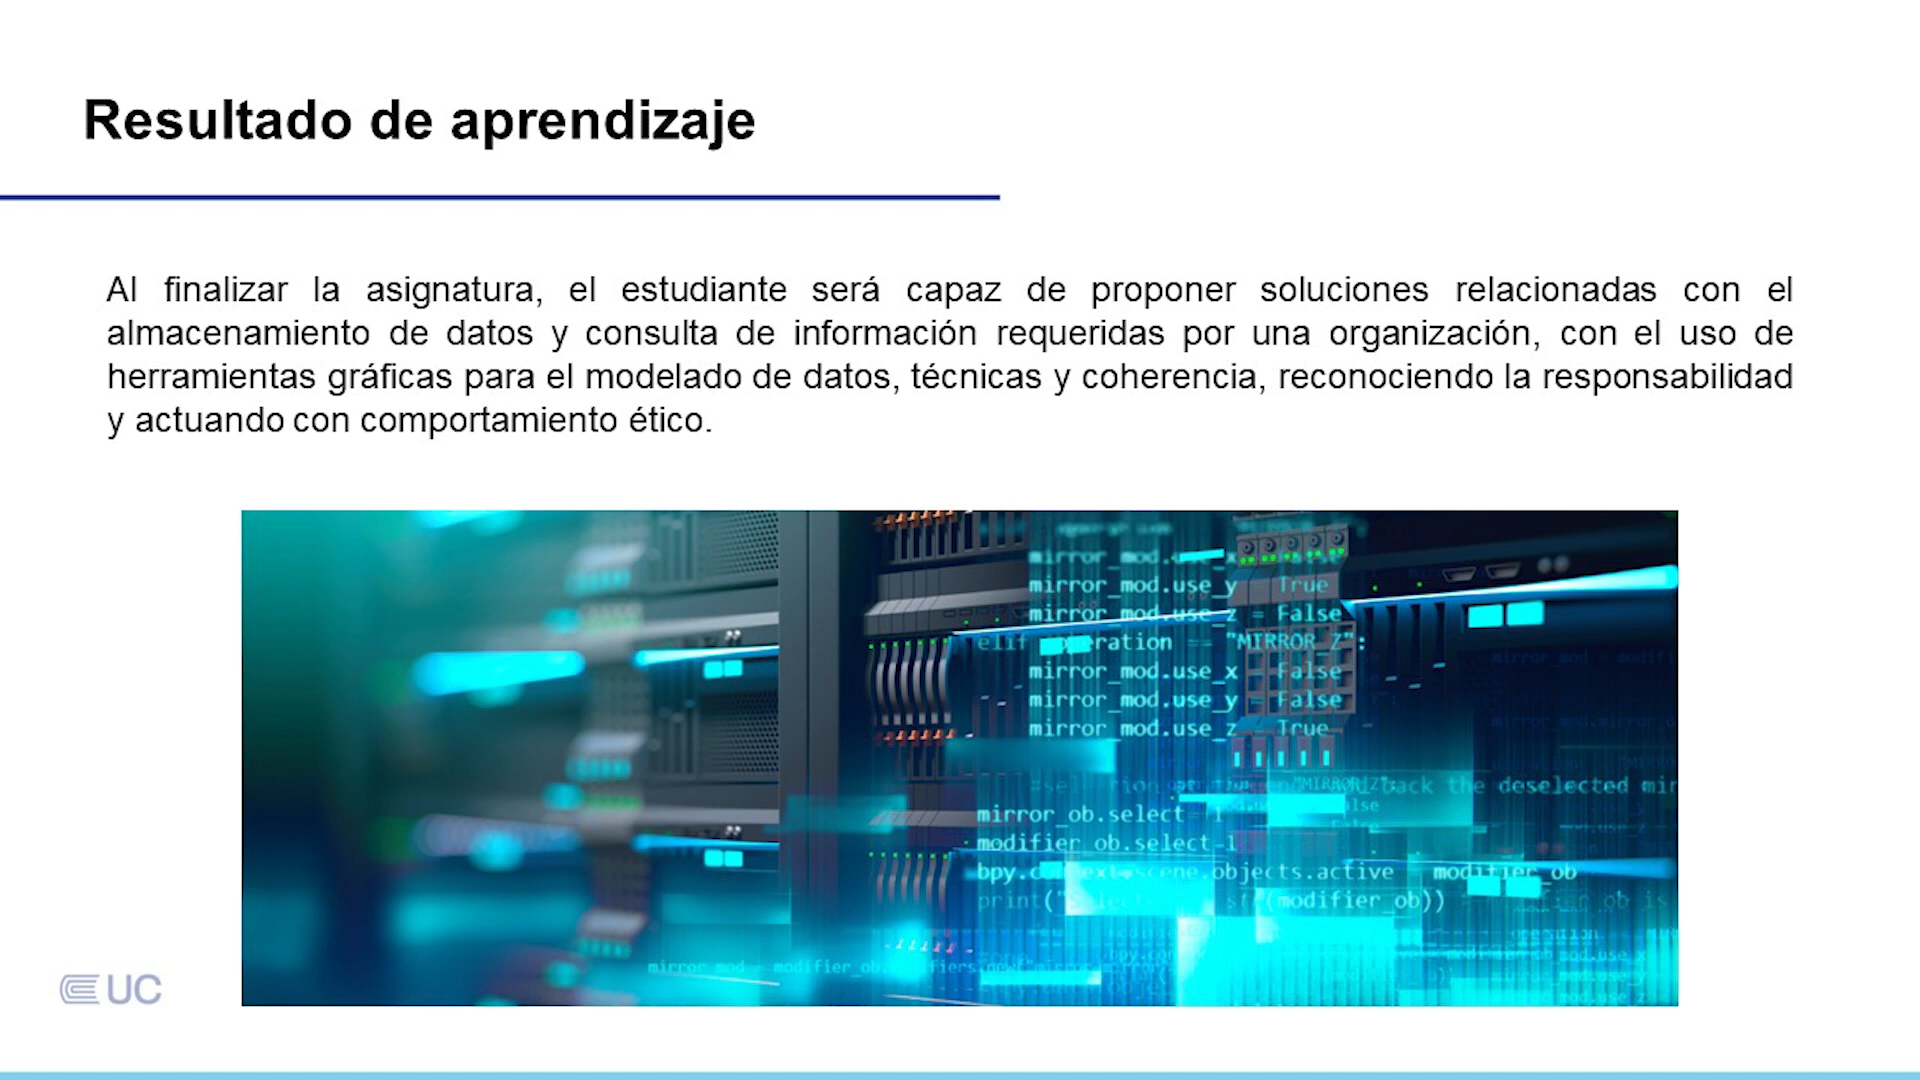 Resultado de aprendizaje
Al finalizar la asignatura, el estudiante será capaz de proponer soluciones relacionadas con el
almacenamiento de datos y consulta de información requeridas por una organización, con el uso de
herramientas gráficas para el modelado de datos, técnicas y coherencia, reconociendo la responsabilidad
y actuando con comportamiento ético.
mirror_mod.use_y True
mirror_mod.use_z = False
"MIRROR_Z":
mirror_mod.use_x False
mirror_mod.use_y = False
mirror_mod.use_z True
back the deselected mir
mirror_ob.select
modifier_ob.select
objects.active modifier_ob
print( (modifier_ob))
UC